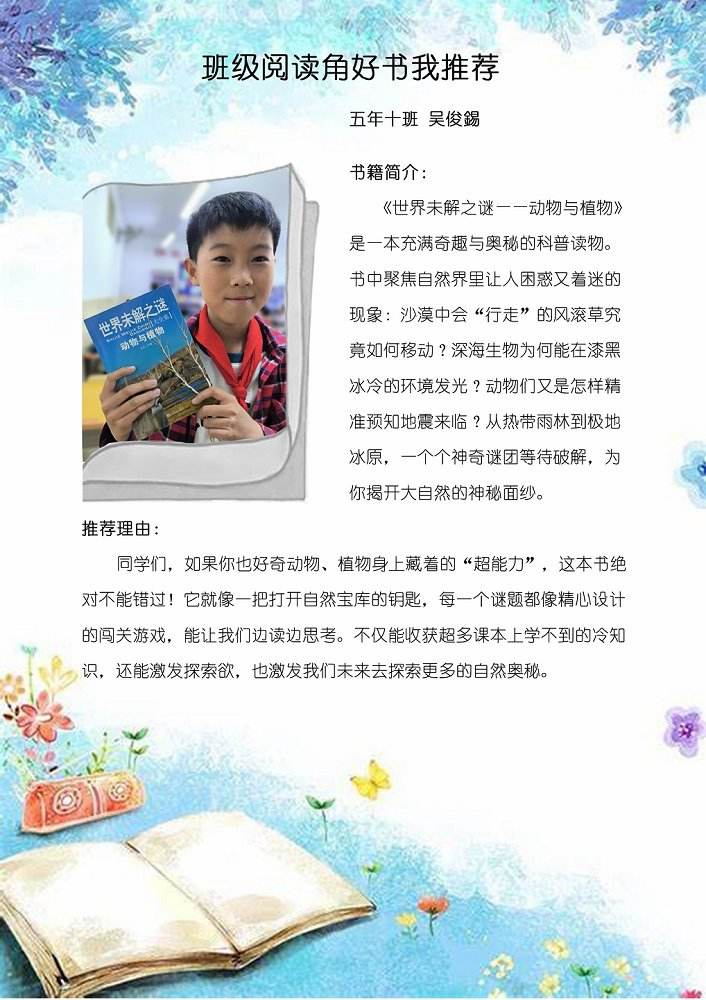 班级阅读角好书我推荐
五年十班 吴俊錫
书籍简介：
《世界未解之谜——动物与植物》
是一本充满奇趣与奥秘的科普读物。
书中聚焦自然界里让人困惑又着迷的
现象：沙漠中会“行走”的风滚草究
竟如何移动？深海生物为何能在漆黑
冰冷的环境发光？动物们又是怎样精
准预知地震来临？从热带雨林到极地
冰原，一个个神奇谜团等待破解，为
你揭开大自然的神秘面纱。
世界未解之谜
动物与植物
推荐理由：
同学们，如果你也好奇动物、植物身上戴着的“超能力”，这本书绝
对不能错过！它就像一把打开自然宝库的钥匙，每一个谜题都像精心设计
的闯关游戏，能让我们边读边思考。不仅能收获超多课本上学不到的冷知
识，还能激发探索欲，也激发我们未来去探索更多的自然奥秘。